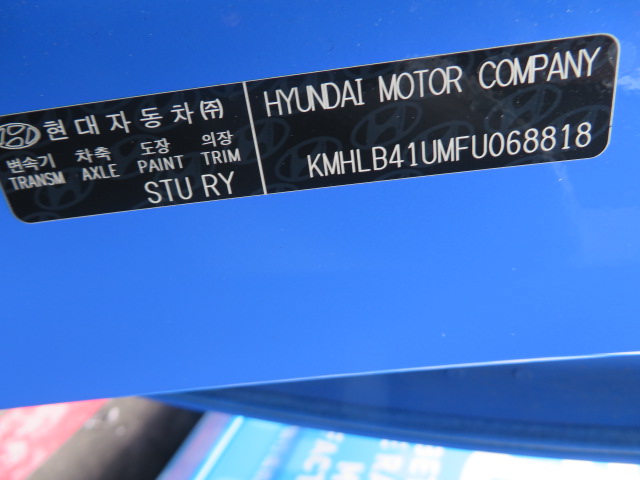 현대자동차㈜
변속기 차축 도장 의장
TRANSM AXLE PAINT TRIM
STU RY
HYUNDAI MOTOR COMPANY
KMHLB41UMFU068818